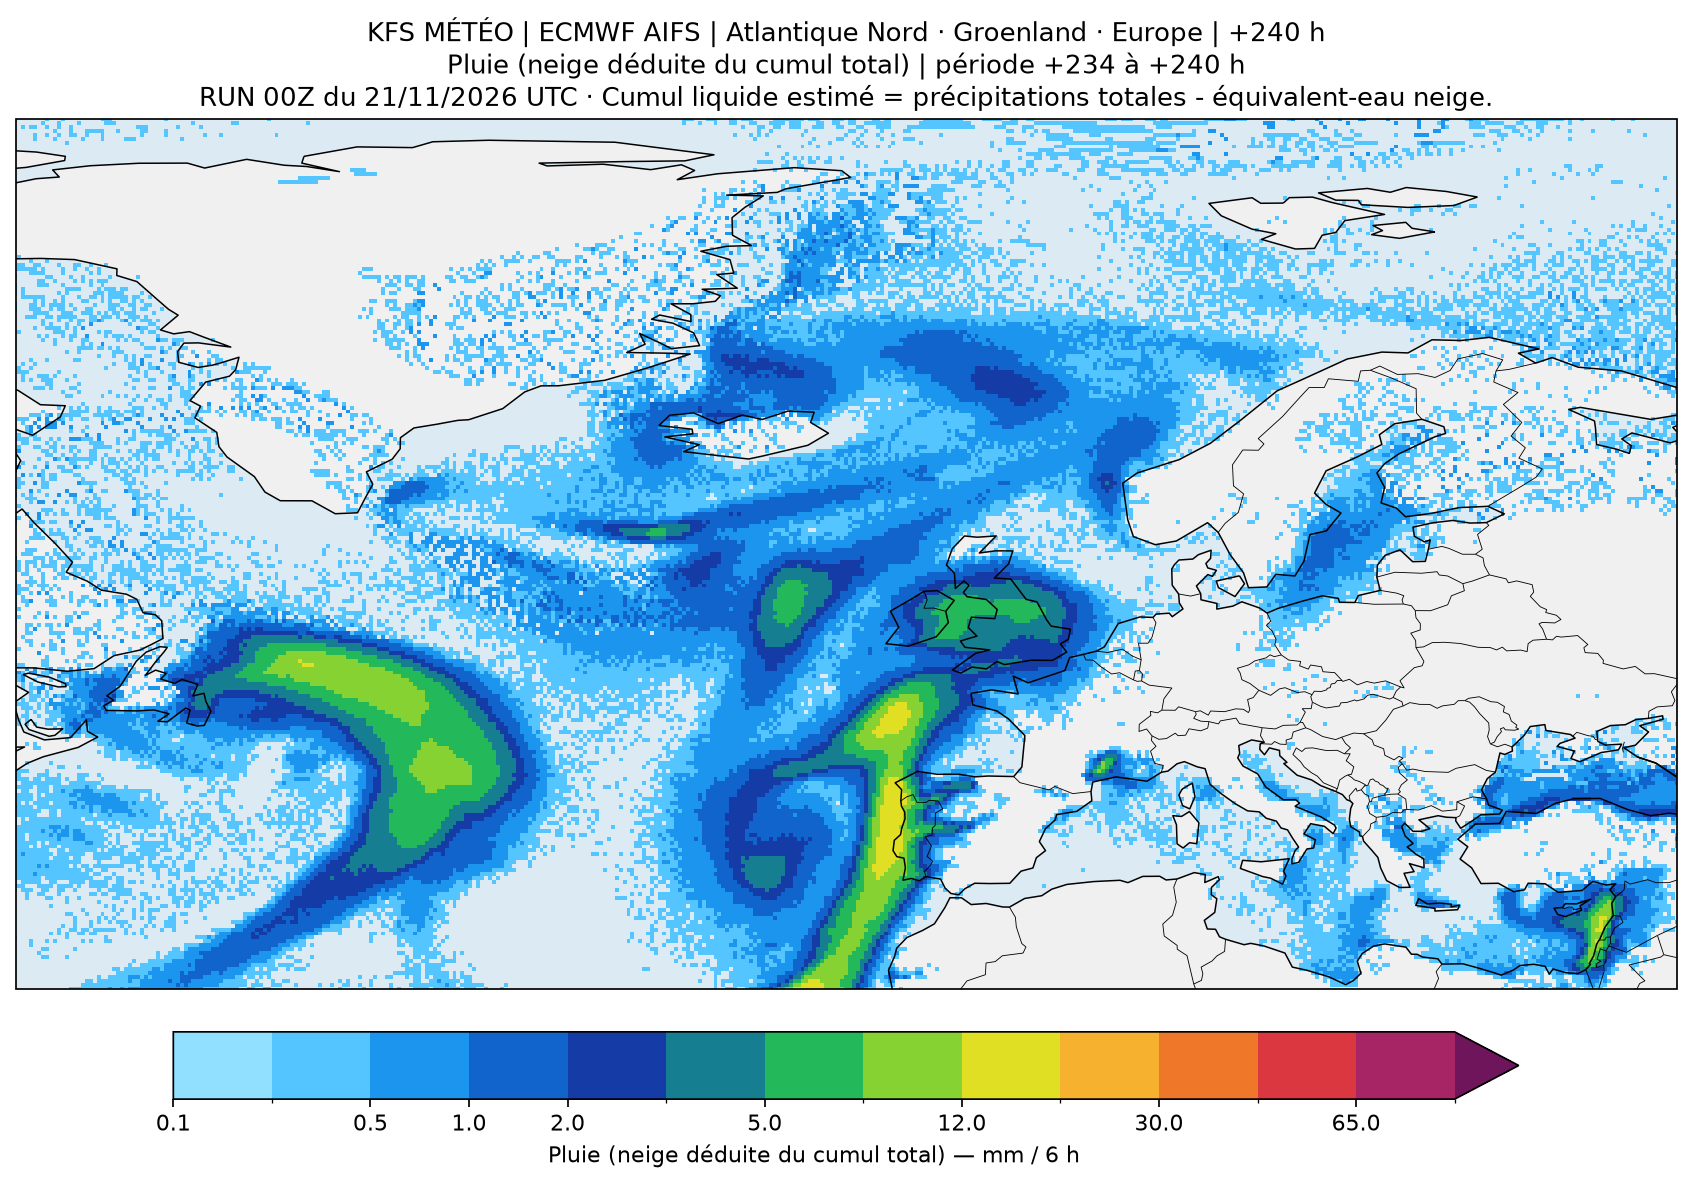 KFS MÉTÉO | ECMWF AIFS | Atlantique Nord · Groenland · Europe | +240 h
Pluie (neige déduite du cumul total) | période +234 à +240 h
RUN 00Z du 21/11/2026 UTC · Cumul liquide estimé = précipitations totales - équivalent-eau neige.
0.1 0.5 1.0 2.0 5.0 12.0 30.0 65.0
Pluie (neige déduite du cumul total) — mm / 6 h